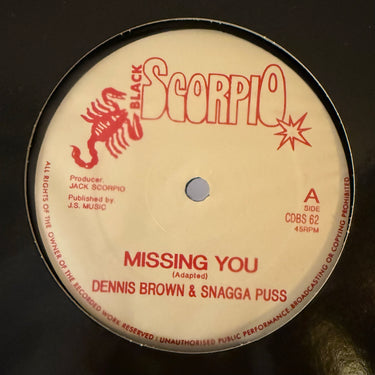 BLACK SCORPIO
Producer:
JACK SCORPIO
Published by
J.S. MUSIC
A
SIDE
CDBS 62
45RPM
MISSING YOU
(Adapted)
DENNIS BROWN & SNAGGA PUSS
ALL RIGHTS OF THE OWNER OF THE RECORDED WORK RESERVED : UNAUTHORISED PUBLIC PERFORMANCE BROADCASTING OR COPYING PROHIBITED